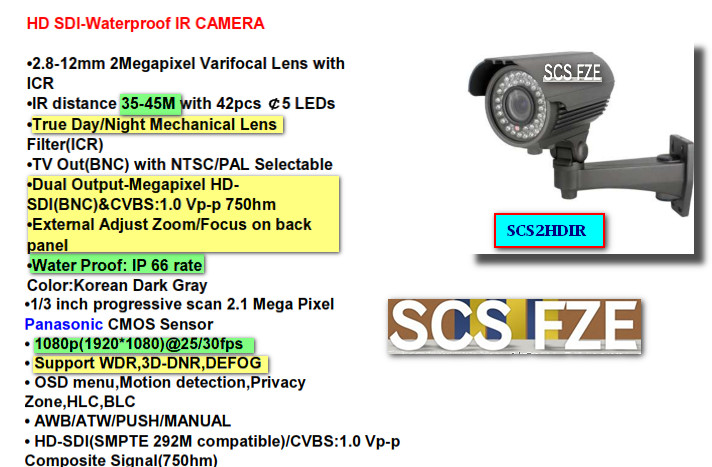 HD SDI-Waterproof IR CAMERA
•2.8-12mm 2Megapixel Varifocal Lens with
ICR
•IR distance 35-45M with 42pcs ¢5 LEDs
•True Day/Night Mechanical Lens
Filter(ICR)
•TV Out(BNC) with NTSC/PAL Selectable
•Dual Output-Megapixel HD-
SDI(BNC)&CVBS:1.0 Vp-p 750hm
•External Adjust Zoom/Focus on back
panel
•Water Proof: IP 66 rate
Color:Korean Dark Gray
•1/3 inch progressive scan 2.1 Mega Pixel
Panasonic CMOS Sensor
• 1080p(1920*1080)@25/30fps
• Support WDR,3D-DNR,DEFOG
• OSD menu,Motion detection,Privacy
Zone,HLC,BLC
• AWB/ATW/PUSH/MANUAL
• HD-SDI(SMPTE 292M compatible)/CVBS:1.0 Vp-p
Composite Signal(750hm)
SCS FZE
SCS2HDIR
SCS FZE